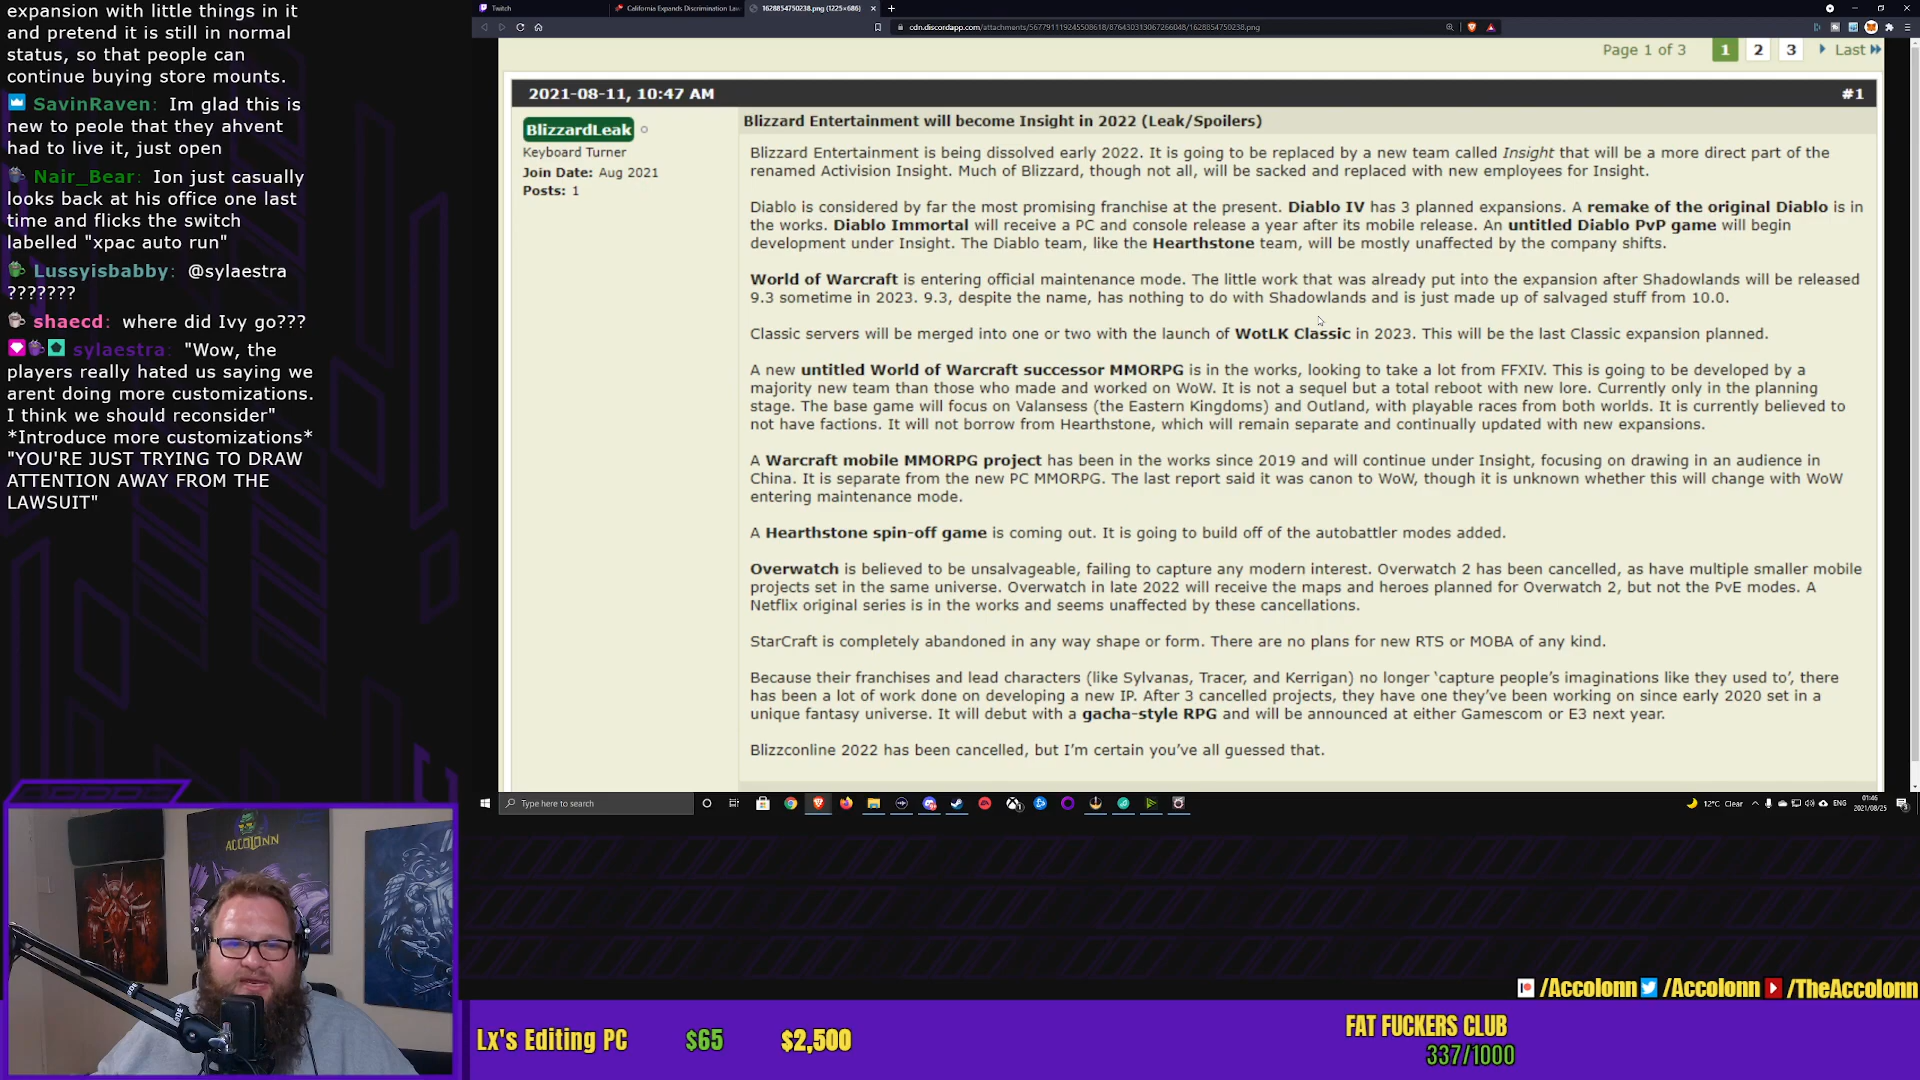 expansion with little things in it
and pretend it is still in normal
status, so that people can
continue buying store mounts.
SavinRaven: Im glad this is
new to peole that they ahvent
had to live it, just open
Nair_Bear: Ion just casually
looks back at his office one last
time and flicks the switch
labelled "xpac auto run"
Lussyisbabby: @sylaestra
???????
shaecd: where did Ivy go???
sylaestra: "Wow, the
players really hated us saying we
arent doing more customizations.
I think we should reconsider"
*Introduce more customizations*
"YOU'RE JUST TRYING TO DRAW
ATTENTION AWAY FROM THE
LAWSUIT"
Twitch
California Expands Discrimination Law
1628854750238.png (1225×686)
cdn.discordapp.com/attachments/567791119245508618/876430313067266048/1628854750238.png
Page 1 of 3 1 2 3 Last
2021-08-11, 10:47 AM #1
BlizzardLeak
Keyboard Turner
Join Date: Aug 2021
Posts: 1
Blizzard Entertainment will become Insight in 2022 (Leak/Spoilers)
Blizzard Entertainment is being dissolved early 2022. It is going to be replaced by a new team called Insight that will be a more direct part of the
renamed Activision Insight. Much of Blizzard, though not all, will be sacked and replaced with new employees for Insight.
Diablo is considered by far the most promising franchise at the present. Diablo IV has 3 planned expansions. A remake of the original Diablo is in
the works. Diablo Immortal will receive a PC and console release a year after its mobile release. An untitled Diablo PvP game will begin
development under Insight. The Diablo team, like the Hearthstone team, will be mostly unaffected by the company shifts.
World of Warcraft is entering official maintenance mode. The little work that was already put into the expansion after Shadowlands will be released
9.3 sometime in 2023. 9.3, despite the name, has nothing to do with Shadowlands and is just made up of salvaged stuff from 10.0.
Classic servers will be merged into one or two with the launch of WotLK Classic in 2023. This will be the last Classic expansion planned.
A new untitled World of Warcraft successor MMORPG is in the works, looking to take a lot from FFXIV. This is going to be developed by a
majority new team than those who made and worked on WoW. It is not a sequel but a total reboot with new lore. Currently only in the planning
stage. The base game will focus on Valansess (the Eastern Kingdoms) and Outland, with playable races from both worlds. It is currently believed to
not have factions. It will not borrow from Hearthstone, which will remain separate and continually updated with new expansions.
A Warcraft mobile MMORPG project has been in the works since 2019 and will continue under Insight, focusing on drawing in an audience in
China. It is separate from the new PC MMORPG. The last report said it was canon to WoW, though it is unknown whether this will change with WoW
entering maintenance mode.
A Hearthstone spin-off game is coming out. It is going to build off of the autobattler modes added.
Overwatch is believed to be unsalvageable, failing to capture any modern interest. Overwatch 2 has been cancelled, as have multiple smaller mobile
projects set in the same universe. Overwatch in late 2022 will receive the maps and heroes planned for Overwatch 2, but not the PvE modes. A
Netflix original series is in the works and seems unaffected by these cancellations.
StarCraft is completely abandoned in any way shape or form. There are no plans for new RTS or MOBA of any kind.
Because their franchises and lead characters (like Sylvanas, Tracer, and Kerrigan) no longer 'capture people's imaginations like they used to', there
has been a lot of work done on developing a new IP. After 3 cancelled projects, they have one they've been working on since early 2020 set in a
unique fantasy universe. It will debut with a gacha-style RPG and will be announced at either Gamescom or E3 next year.
Blizzconline 2022 has been cancelled, but I'm certain you've all guessed that.
Type here to search
12°C Clear
ENG
01:46
2021/08/25
ACCOLONN
/Accolonn /Accolonn /TheAccolonn
Lx's Editing PC $65 $2,500
FAT FUCKERS CLUB
337/1000